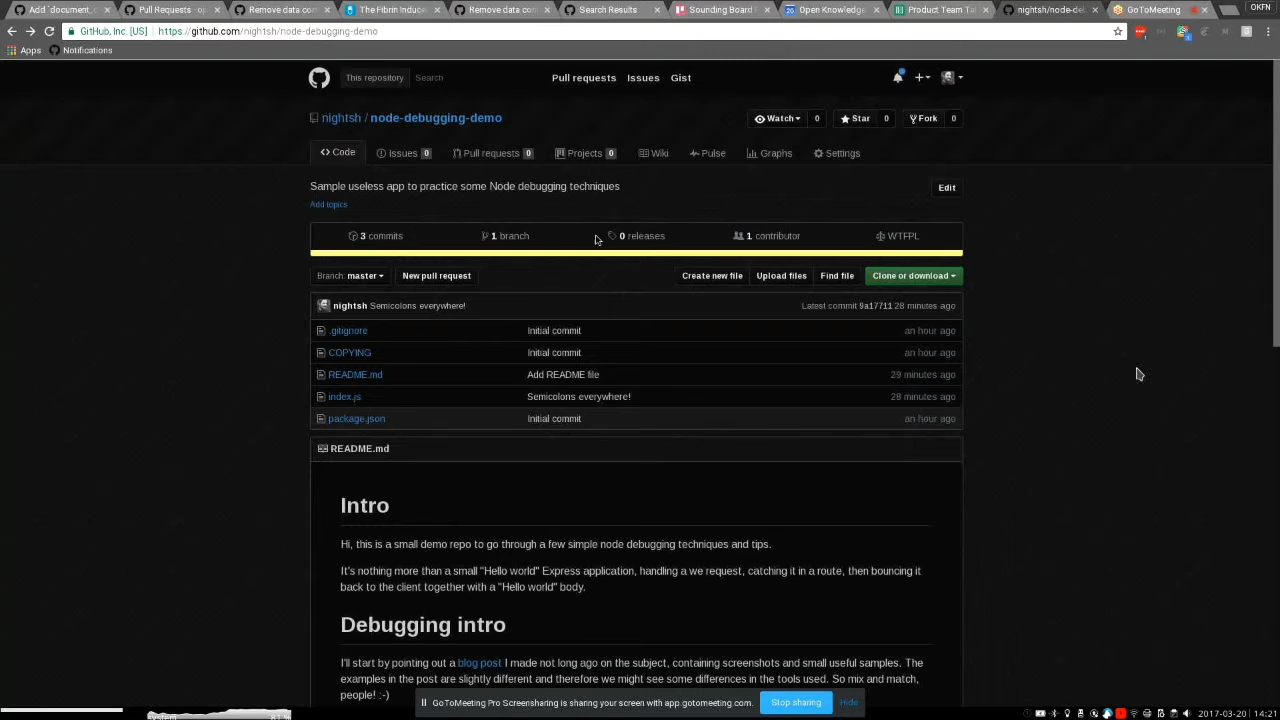 Add `document_c
Pull Requests - op
Remove data com
The Fibrin Induce
Remove data com
Search Results
Sounding Board
Open Knowledge
Product Team Tal
nightsh/node-deb
GoToMeeting
OKFN
GitHub, Inc. [US]
https://github.com/nightsh/node-debugging-demo
Apps
Notifications
This repository
Search
Pull requests
Issues
Gist
nightsh / node-debugging-demo
Watch 0
Star 0
Fork 0
Code
Issues 0
Pull requests 0
Projects 0
Wiki
Pulse
Graphs
Settings
Sample useless app to practice some Node debugging techniques
Edit
Add topics
3 commits
1 branch
0 releases
1 contributor
WTFPL
Branch: master
New pull request
Create new file
Upload files
Find file
Clone or download
nightsh Semicolons everywhere!
Latest commit 9a17711 28 minutes ago
.gitignore Initial commit an hour ago
COPYING Initial commit an hour ago
README.md Add README file 29 minutes ago
index.js Semicolons everywhere! 28 minutes ago
package.json Initial commit an hour ago
README.md
Intro
Hi, this is a small demo repo to go through a few simple node debugging techniques and tips.
It's nothing more than a small "Hello world" Express application, handling a we request, catching it in a route, then bouncing it
back to the client together with a "Hello world" body.
Debugging intro
I'll start by pointing out a blog post I made not long ago on the subject, containing screenshots and small useful samples. The
examples in the post are slightly different and therefore we might see some differences in the tools used. So mix and match,
people! :-)
GoToMeeting Pro Screensharing is sharing your screen with app.gotomeeting.com.
Stop sharing
Hide
2017-03-20
14:21